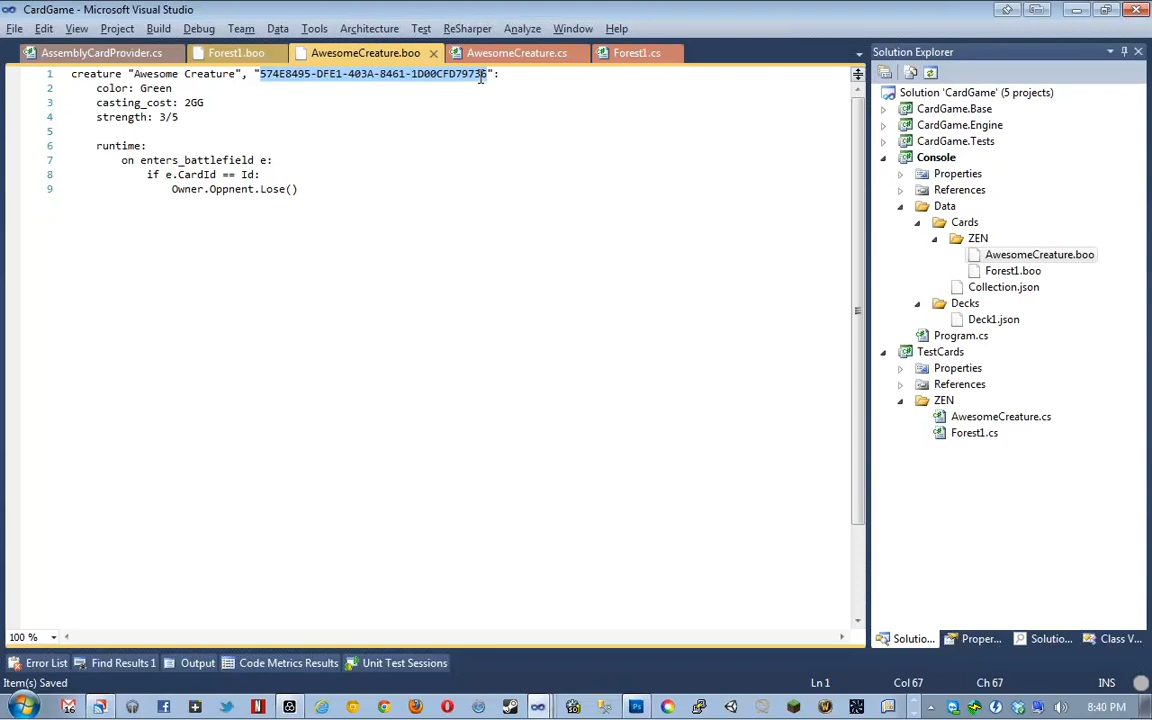 CardGame - Microsoft Visual Studio
File Edit View Project Build Debug Team Data Tools Architecture Test ReSharper Analyze Window Help
AssemblyCardProvider.cs Forest1.boo AwesomeCreature.boo AwesomeCreature.cs Forest1.cs
1 creature "Awesome Creature", "574E8495-DFE1-403A-8461-1D00CFD79736":
2 color: Green
3 casting_cost: 2GG
4 strength: 3/5
5
6 runtime:
7 on enters_battlefield e:
8 if e.CardId == Id:
9 Owner.Oppnent.Lose()
100 %
Solution Explorer
Solution 'CardGame' (5 projects)
CardGame.Base
CardGame.Engine
CardGame.Tests
Console
Properties
References
Data
Cards
ZEN
AwesomeCreature.boo
Forest1.boo
Collection.json
Decks
Deck1.json
Program.cs
TestCards
Properties
References
ZEN
AwesomeCreature.cs
Forest1.cs
Solutio... Proper... Solutio... Class V...
Error List Find Results 1 Output Code Metrics Results Unit Test Sessions
Item(s) Saved Ln 1 Col 67 Ch 67 INS
8:40 PM